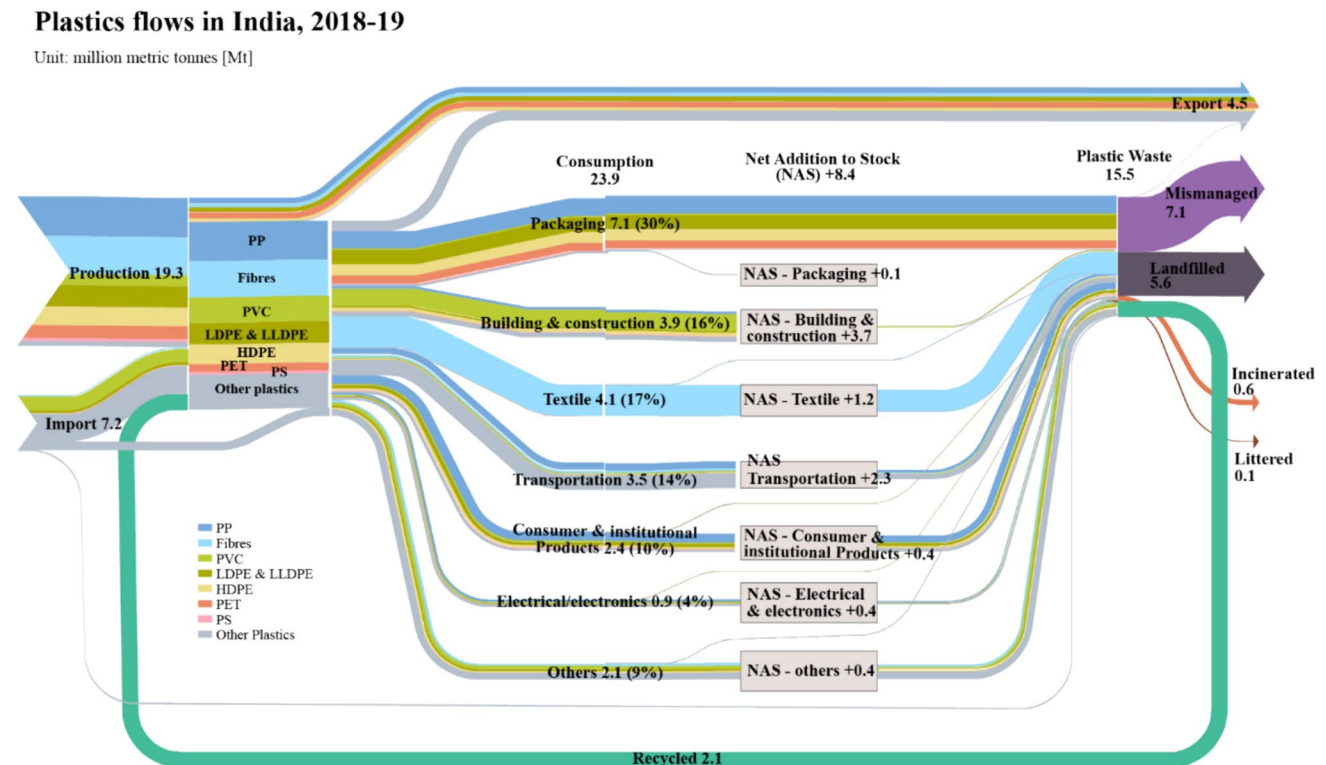 Plastics flows in India, 2018-19
Unit: million metric tonnes [Mt]
Export 4.5
Consumption
23.9
Net Addition to Stock
(NAS) +8.4
Plastic Waste
15.5
Mismanaged
7.1
Packaging 7.1 (30%)
PP
Production 19.3
Fibres
NAS - Packaging +0.1
Landfilled
5.6
PVC
LDPE & LLDPE
HDPE
PET
PS
Other plastics
Building & construction 3.9 (16%)
NAS - Building &
construction +3.7
Import 7.2
Textile 4.1 (17%)
NAS - Textile +1.2
Incinerated
0.6
Littered
0.1
Transportation 3.5 (14%)
NAS
Transportation +2.3
Consumer & institutional
Products 2.4 (10%)
NAS - Consumer &
institutional Products +0.4
Electrical/electronics 0.9 (4%)
NAS - Electrical
& electronics +0.4
Others 2.1 (9%)
NAS - others +0.4
PP
Fibres
PVC
LDPE & LLDPE
HDPE
PET
PS
Other Plastics
Recycled 2.1